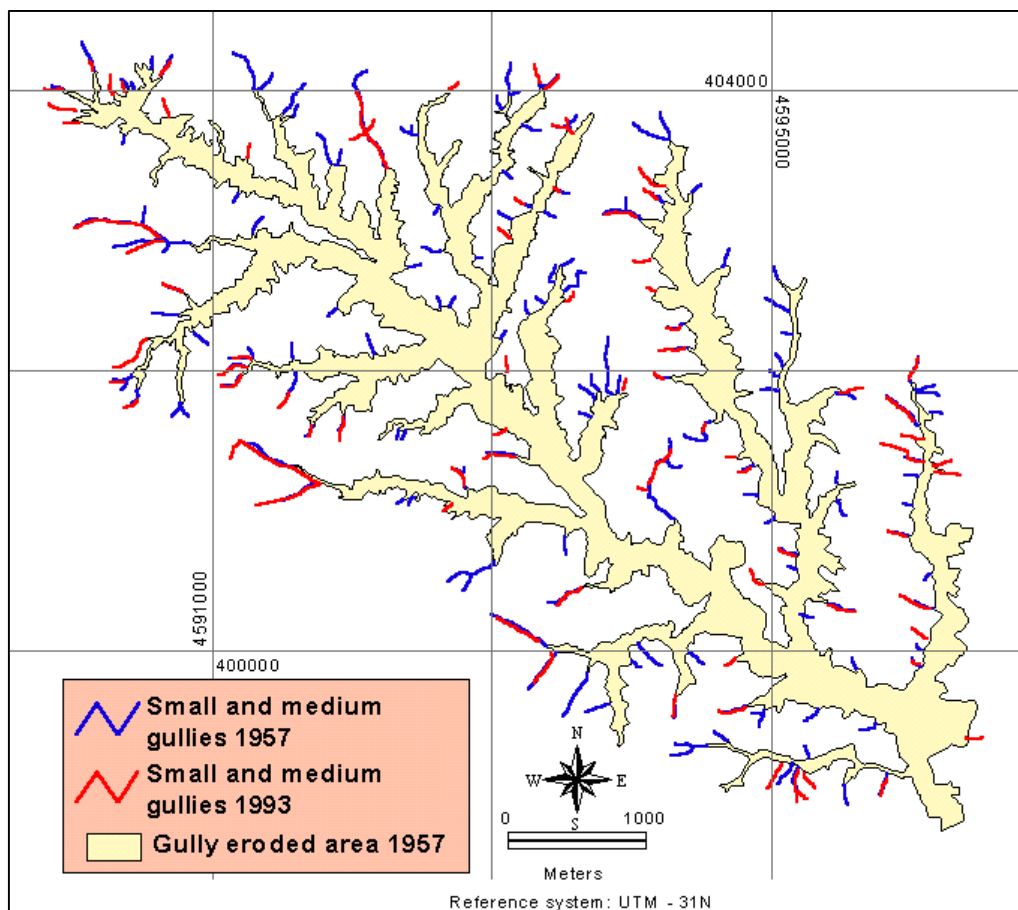 404000
4595000
4591000
400000
Small and medium
gullies 1957
Small and medium
gullies 1993
Gully eroded area 1957
N
W
E
S
0
1000
Meters
Reference system: UTM - 31N